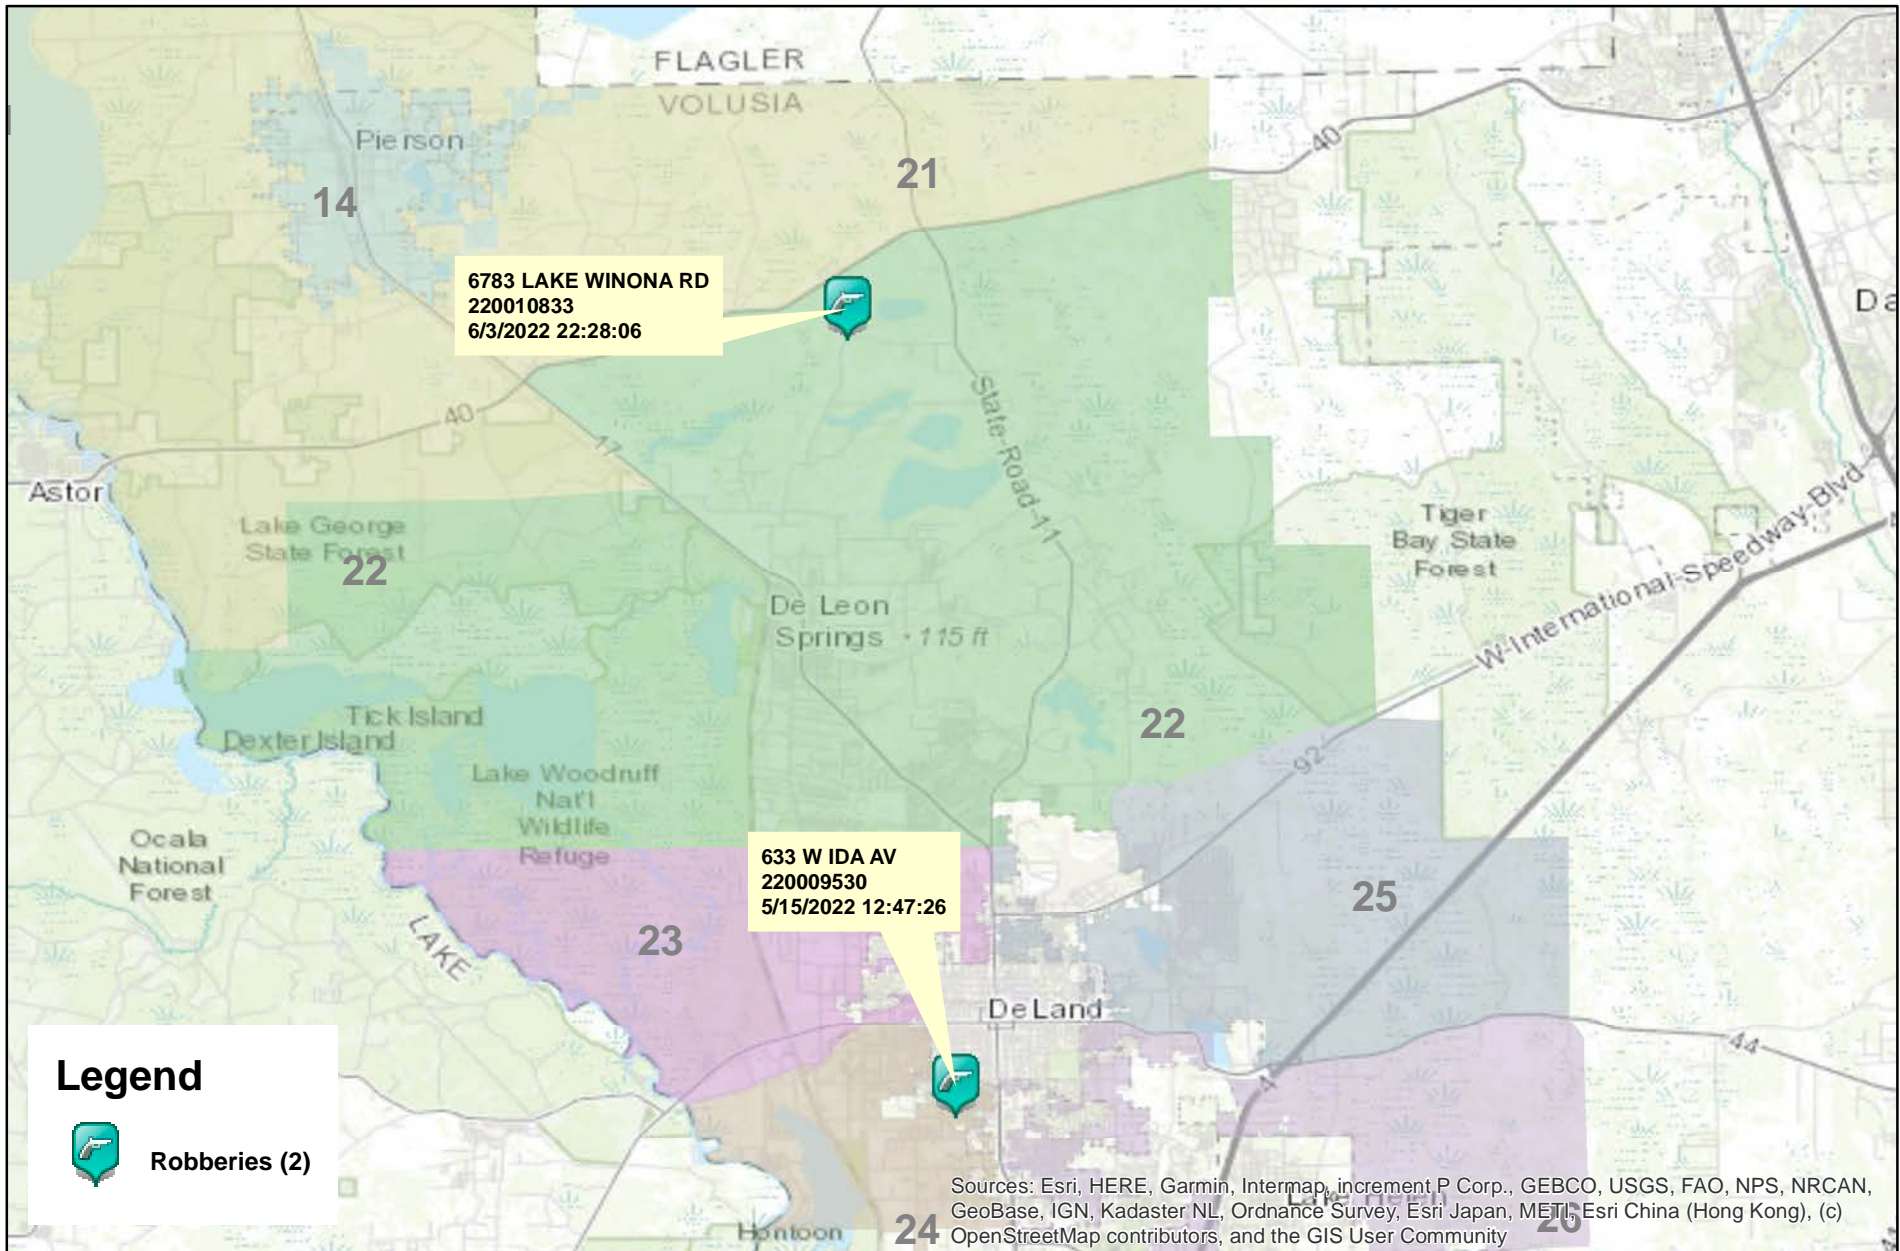 FLAGLER
VOLUSIA
Pierson
14
21
40
6783 LAKE WINONA RD
220010833
6/3/2022 22:28:06
Da
40
17
State-Road-11
Astor
Lake George
State Forest
22
Tiger
Bay State
Forest
W-International-Speedway-Blvd
De Leon
Springs • 115 ft
Tick Island
Dexter Island
22
92
Lake Woodruff
Nat'l
Wildlife
Refuge
Ocala
National
Forest
633 W IDA AV
220009530
5/15/2022 12:47:26
25
23
LAKE
De Land
44
4
Legend
Robberies (2)
Lake Helen
26
Hontoon
24
Sources: Esri, HERE, Garmin, Intermap, increment P Corp., GEBCO, USGS, FAO, NPS, NRCAN,
GeoBase, IGN, Kadaster NL, Ordnance Survey, Esri Japan, METI, Esri China (Hong Kong), (c)
OpenStreetMap contributors, and the GIS User Community